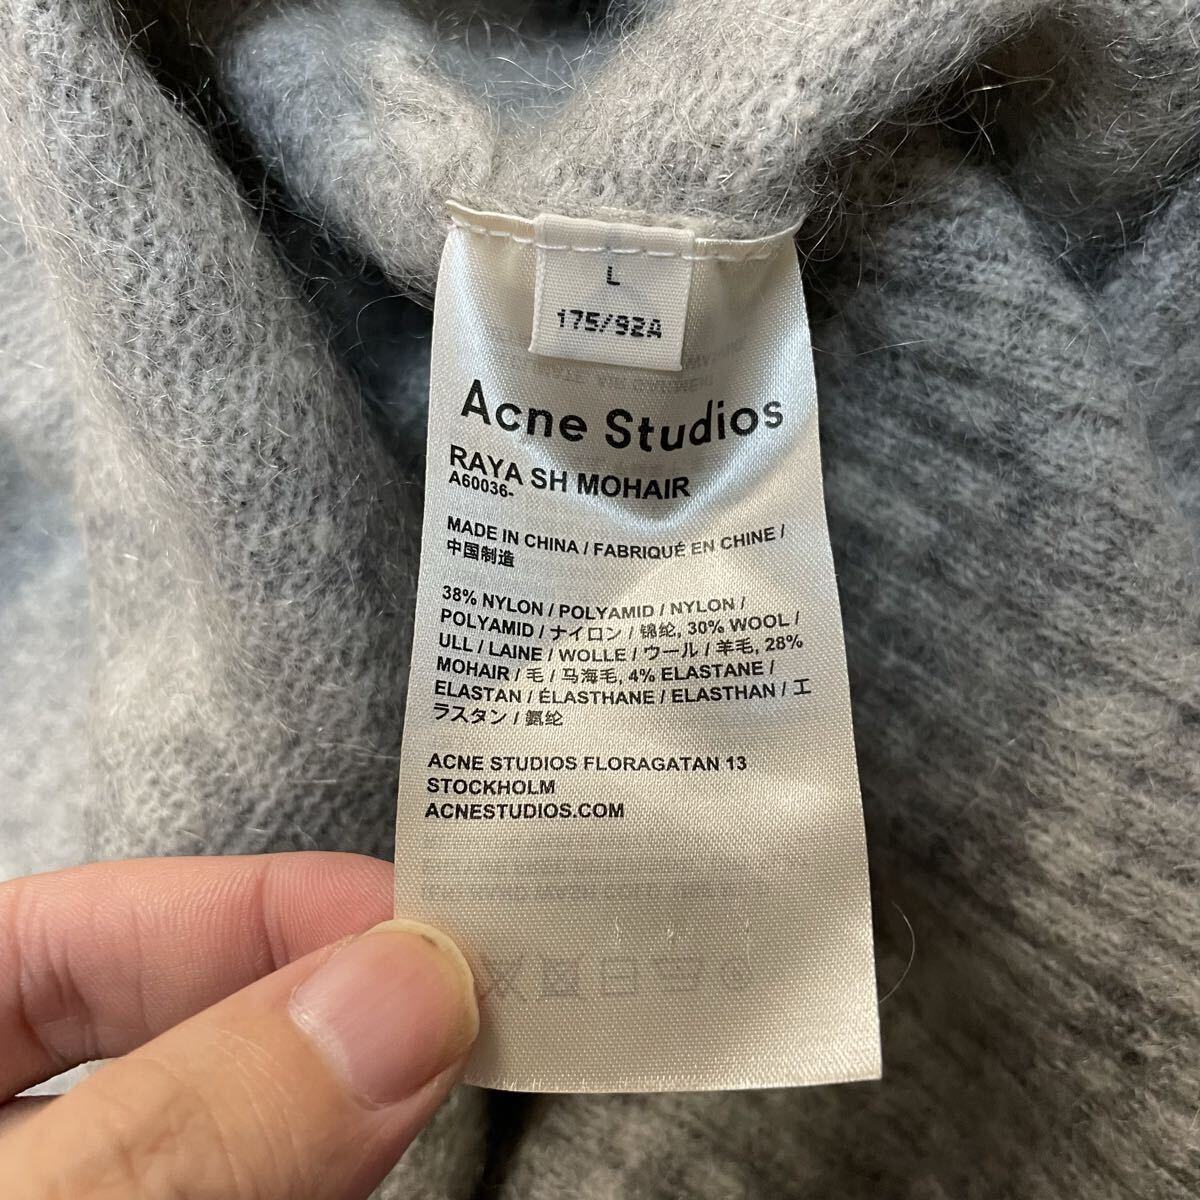 L
175/92A
Acne Studios
RAYA SH MOHAIR
A60036-
MADE IN CHINA / FABRIQUÉ EN CHINE /
中国制造
38% NYLON / POLYAMID / NYLON /
POLYAMID / ナイロン / 锦纶, 30% WOOL /
ULL / LAINE / WOLLE / ウール / 羊毛, 28%
MOHAIR / 毛 / 马海毛, 4% ELASTANE /
ELASTAN / ÉLASTHANE / ELASTHAN / エ
ラスタン / 氨纶
ACNE STUDIOS FLORAGATAN 13
STOCKHOLM
ACNESTUDIOS.COM